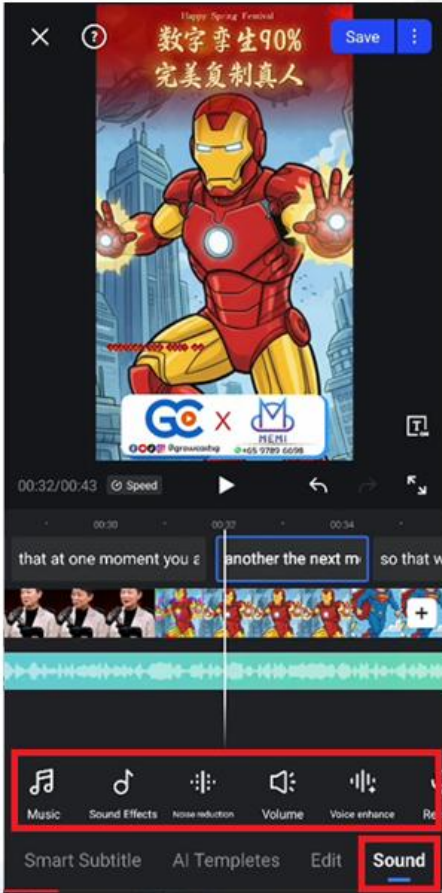 Happy Spring Festival
数字孪生90%
完美复制真人
Save
GC X MEMI
@growcashg
+65 9789 6698
00:32/00:43 Speed
00:30 00:32 00:34
that at one moment you a
another the next m
so that w
Music
Sound Effects
Noise reduction
Volume
Voice enhance
Re
Smart Subtitle
AI Templetes
Edit
Sound